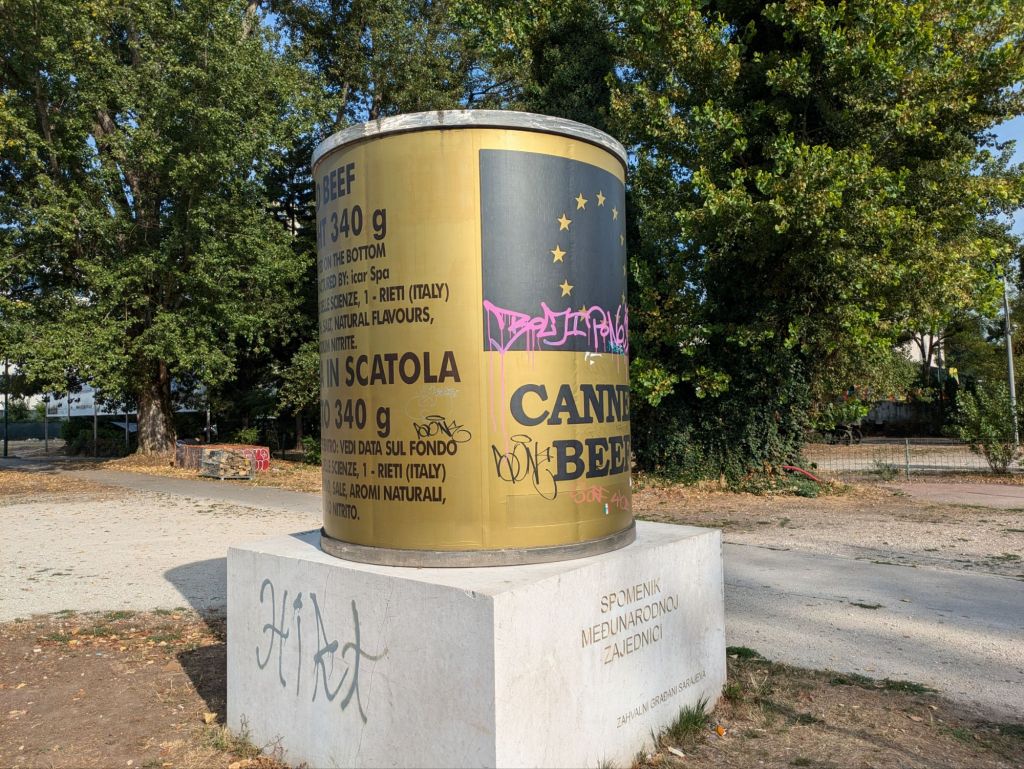 BEEF
340 g
ON THE BOTTOM
BY: icar Spa
SCIENZE, 1 - RIETI (ITALY)
SALT, NATURAL FLAVOURS,
NITRITE.
IN SCATOLA
340 g
VEDI DATA SUL FONDO
SCIENZE, 1 - RIETI (ITALY)
SALE, AROMI NATURALI,
NITRITO.
CANNE
BEEF
SPOMENIK
MEĐUNARODNOJ
ZAJEDNICI
ZAHVALNI GRAĐANI SARAJEVA